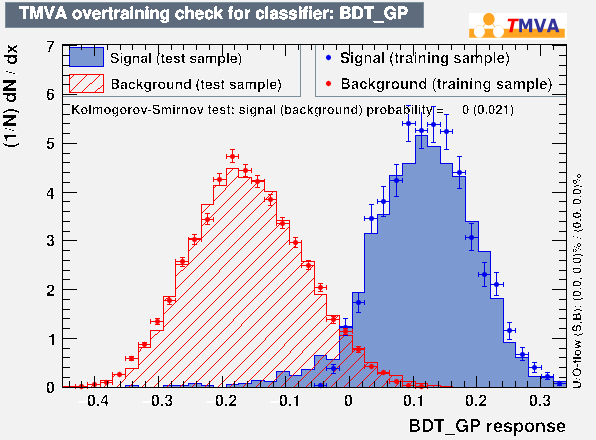 TMVA overtraining check for classifier: BDT_GP
TMVA
Signal (test sample)
Background (test sample)
Signal (training sample)
Background (training sample)
Kolmogorov-Smirnov test: signal (background) probability = 0 (0.021)
(1/N) dN / dx
7
6
5
4
3
2
1
0
−0.4 −0.3 −0.2 −0.1 0 0.1 0.2 0.3
BDT_GP response
U/O-flow (S,B): (0.0, 0.0)% / (0.0, 0.0)%